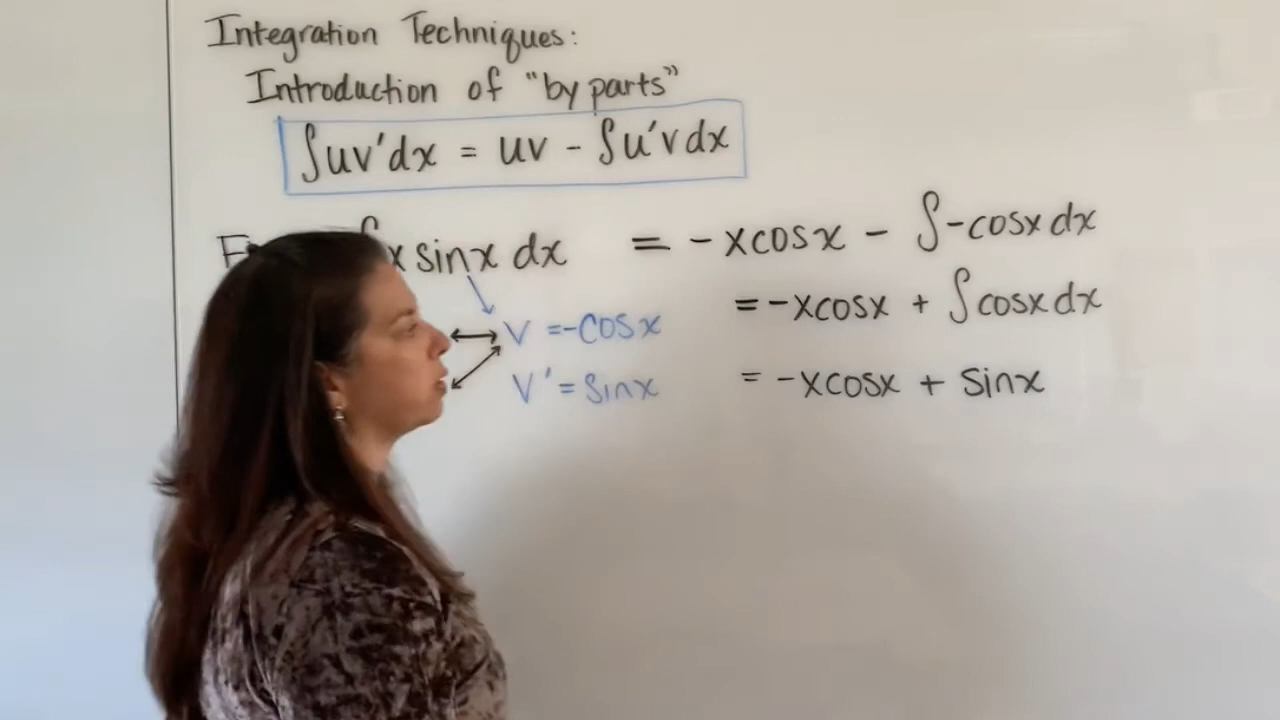 Integration Techniques:
Introduction of "by parts"
∫uv'dx = uv - ∫u'v dx
x sinx dx = -xcosx - ∫-cosx dx
V = -cosx = -xcosx + ∫cosx dx
V' = sinx = -xcosx + sinx